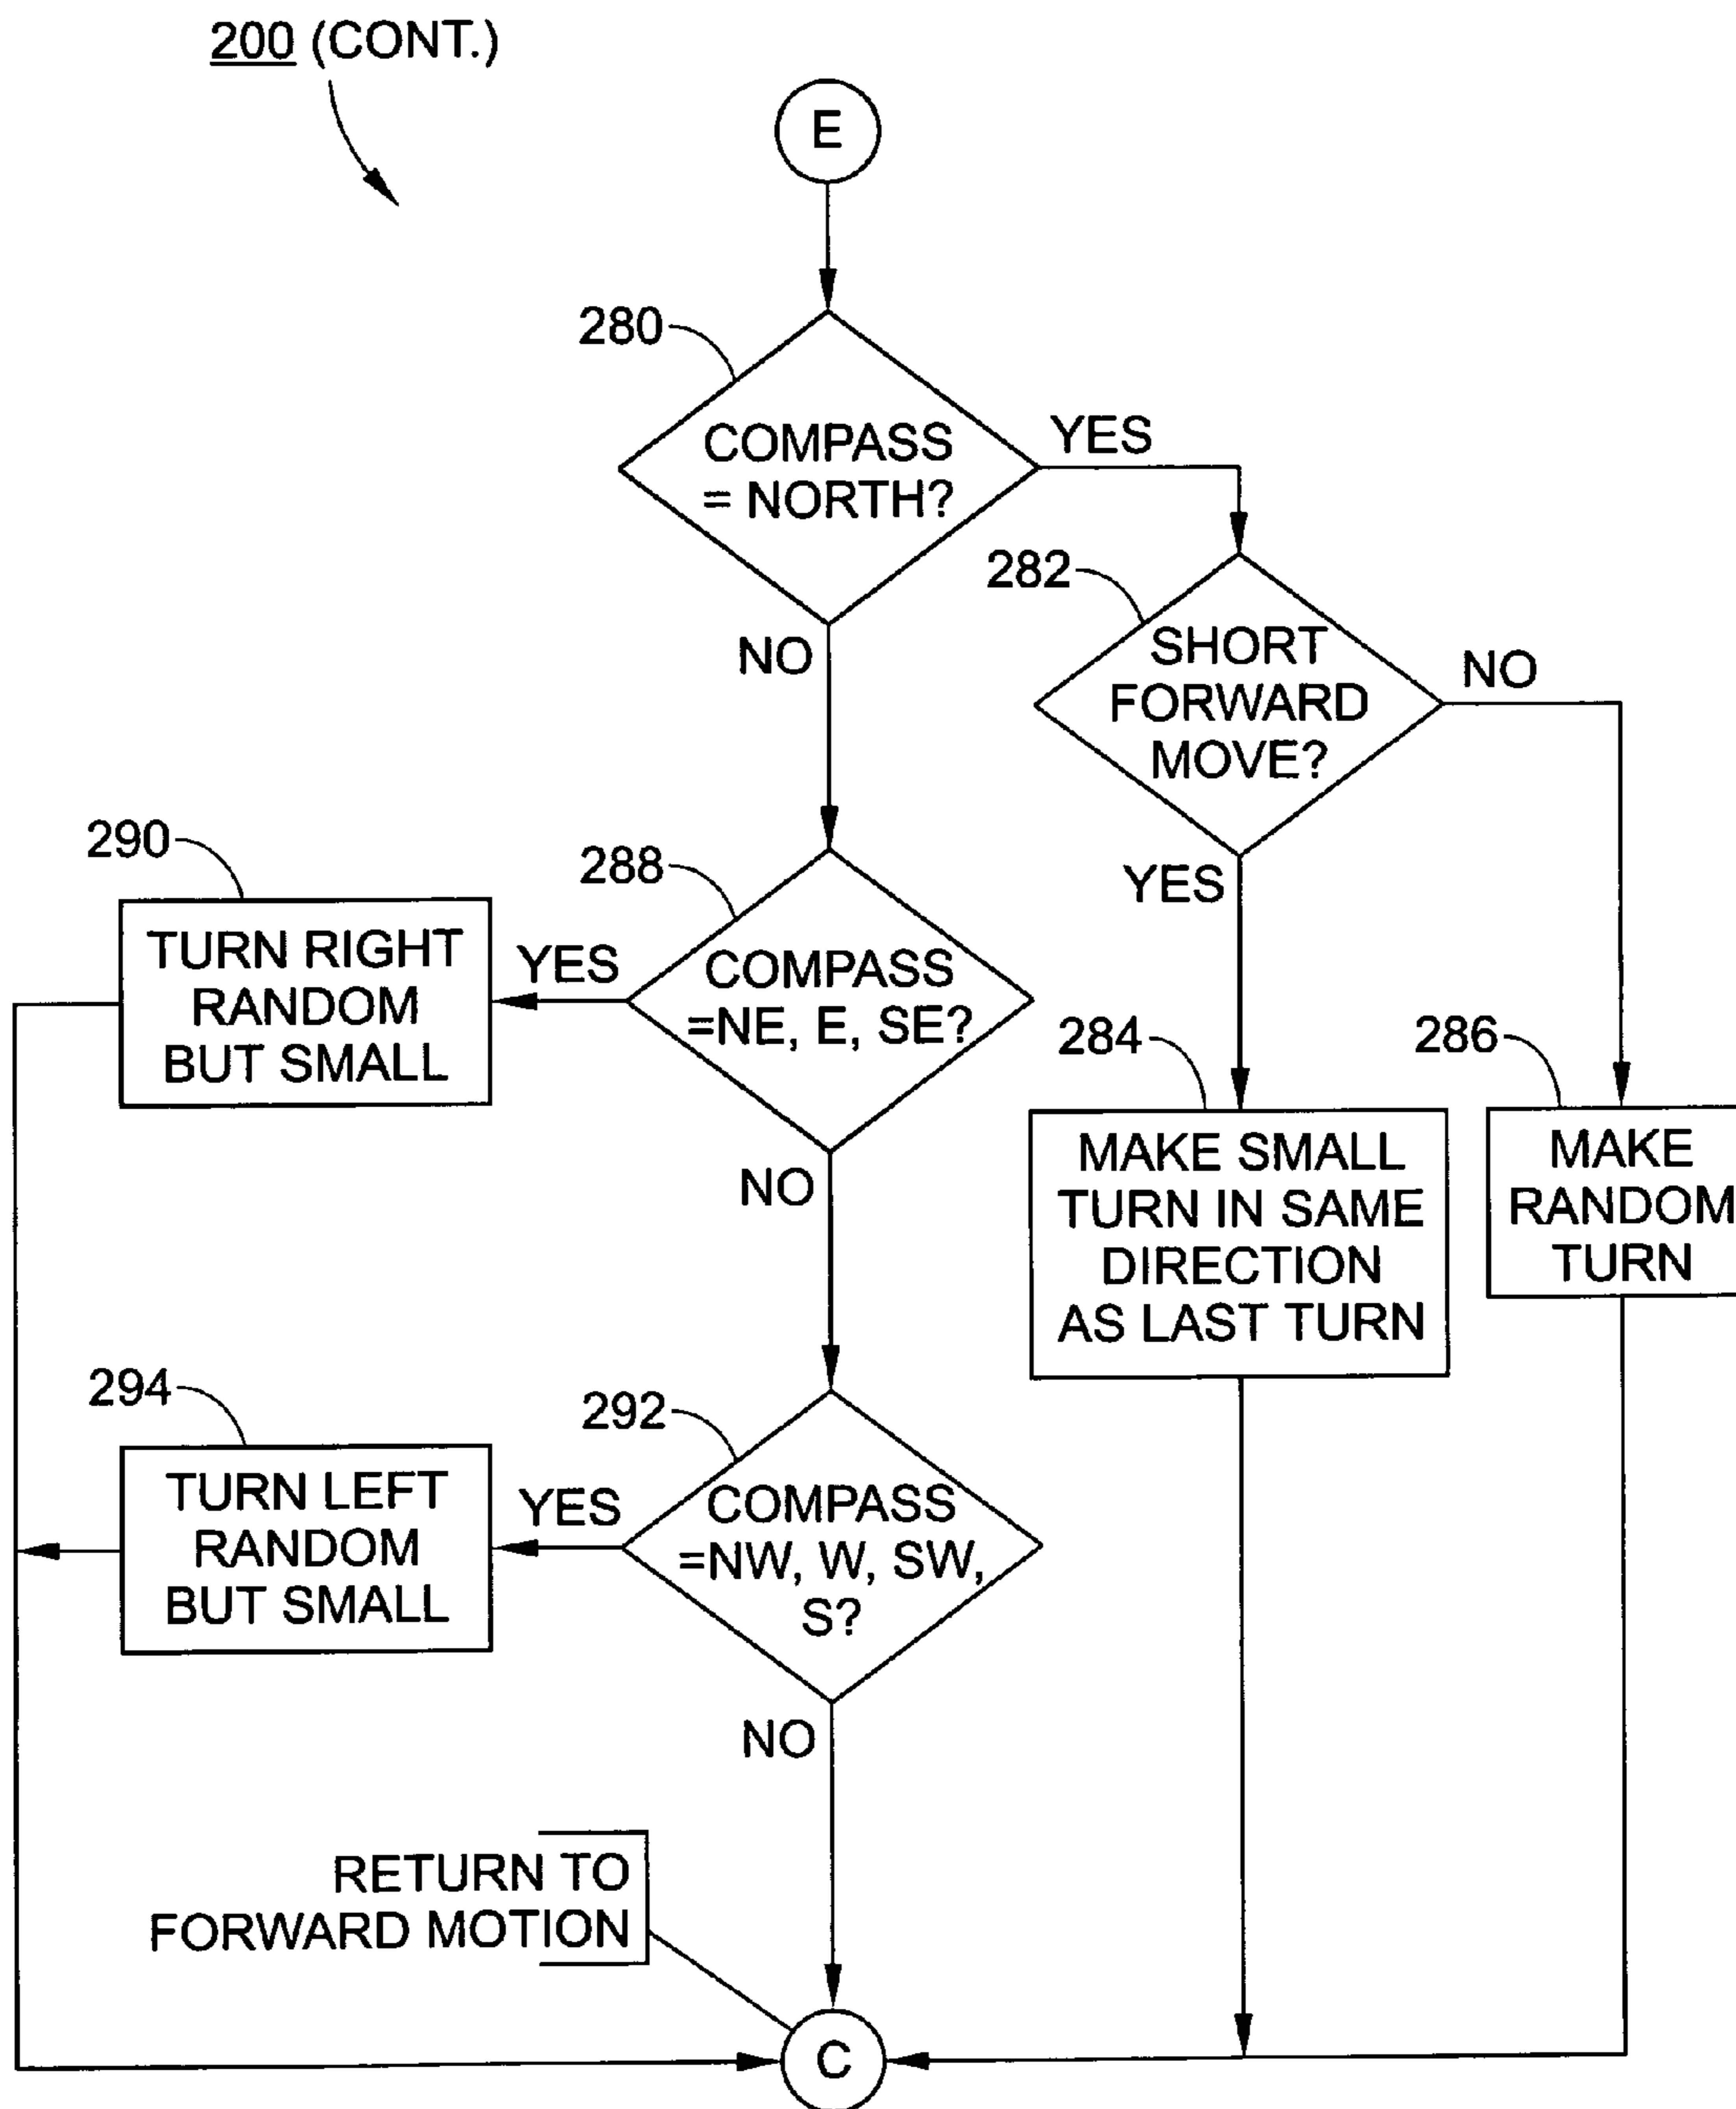 200 (CONT.)
E
280
COMPASS
= NORTH?
YES
NO
282
SHORT
FORWARD
MOVE?
NO
YES
290
TURN RIGHT
RANDOM
BUT SMALL
288
YES
COMPASS
=NE, E, SE?
NO
284
MAKE SMALL
TURN IN SAME
DIRECTION
AS LAST TURN
286
MAKE
RANDOM
TURN
294
TURN LEFT
RANDOM
BUT SMALL
292
YES
COMPASS
=NW, W, SW,
S?
NO
RETURN TO
FORWARD MOTION
C